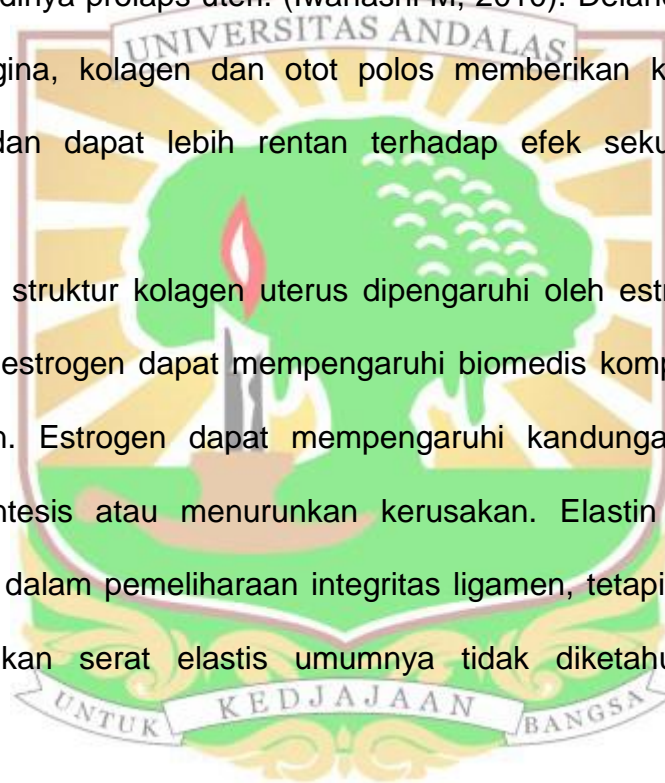 dinya prolaps uteri. (Iwahashi M, 2010). Delan
UNIVERSITAS ANDALAS
gina, kolagen dan otot polos memberikan k
dan dapat lebih rentan terhadap efek seku
struktur kolagen uterus dipengaruhi oleh estr
estrogen dapat mempengaruhi biomedis komp
n. Estrogen dapat mempengaruhi kandunga
ntesis atau menurunkan kerusakan. Elastin
dalam pemeliharaan integritas ligamen, tetapi
kan serat elastis umumnya tidak diketahu
UNTUK KEDJAJAAN BANGSA